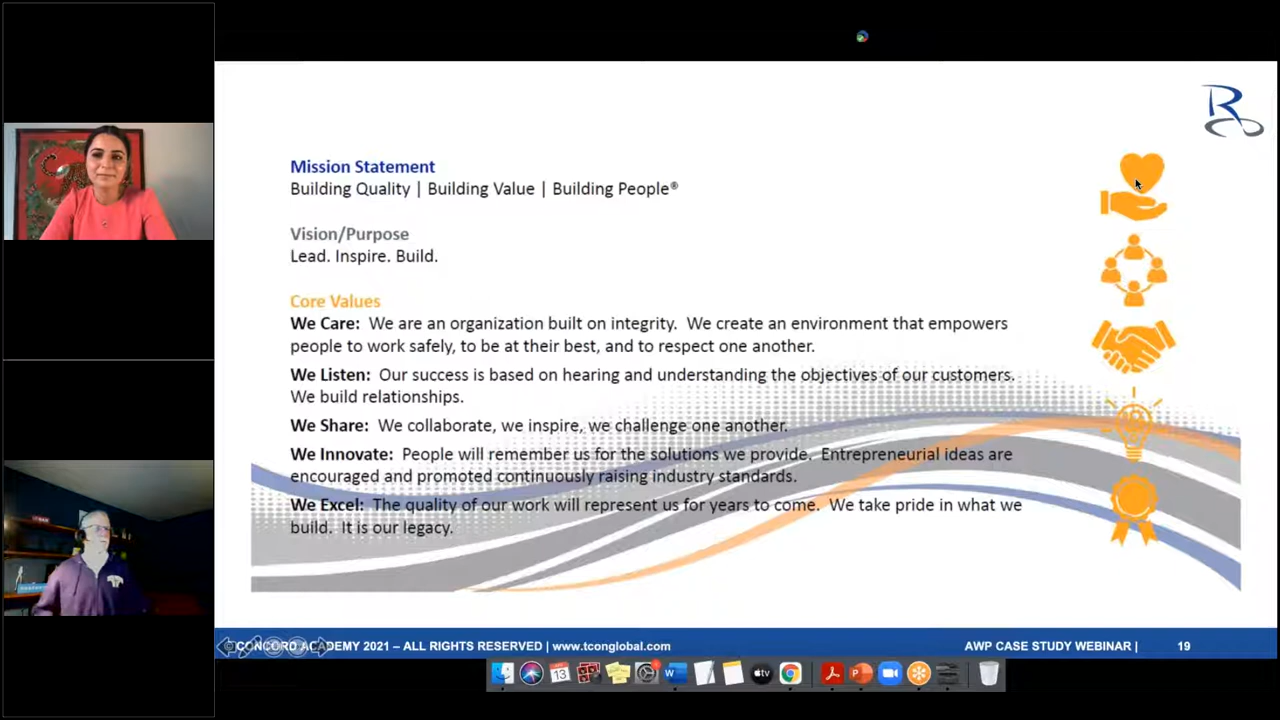 Mission Statement
Building Quality | Building Value | Building People®
Vision/Purpose
Lead. Inspire. Build.
Core Values
We Care: We are an organization built on integrity. We create an environment that empowers
people to work safely, to be at their best, and to respect one another.
We Listen: Our success is based on hearing and understanding the objectives of our customers.
We build relationships.
We Share: We collaborate, we inspire, we challenge one another.
We Innovate: People will remember us for the solutions we provide. Entrepreneurial ideas are
encouraged and promoted continuously raising industry standards.
We Excel: The quality of our work will represent us for years to come. We take pride in what we
build. It is our legacy.
©CONCORD ACADEMY 2021 – ALL RIGHTS RESERVED | www.tconglobal.com
AWP CASE STUDY WEBINAR | 19
13
tv